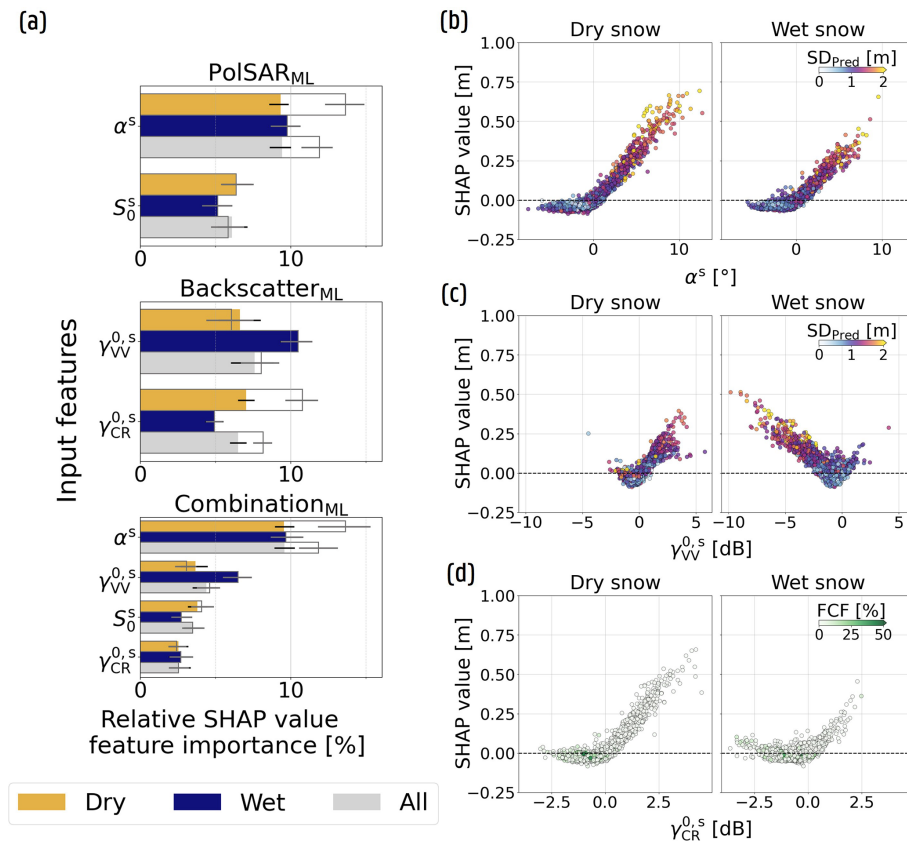 (a)
PolSAR_ML
α^s
S_0^s
0 10
Backscatter_ML
γ_VV^0,s
γ_CR^0,s
0 10
Combination_ML
α^s
γ_VV^0,s
S_0^s
γ_CR^0,s
0 10
Input features
Relative SHAP value
feature importance [%]
Dry Wet All
(b)
Dry snow Wet snow
SD_Pred [m]
0 1 2
1.00
0.75
0.50
0.25
0.00
−0.25
SHAP value [m]
0 5 10 0 5 10
α^s [°]
(c)
Dry snow Wet snow
SD_Pred [m]
0 1 2
1.00
0.75
0.50
0.25
0.00
−0.25
SHAP value [m]
−10 −5 0 5 −10 −5 0 5
γ_VV^0,s [dB]
(d)
Dry snow Wet snow
FCF [%]
0 25 50
1.00
0.75
0.50
0.25
0.00
−0.25
SHAP value [m]
−2.5 0.0 2.5 −2.5 0.0 2.5
γ_CR^0,s [dB]